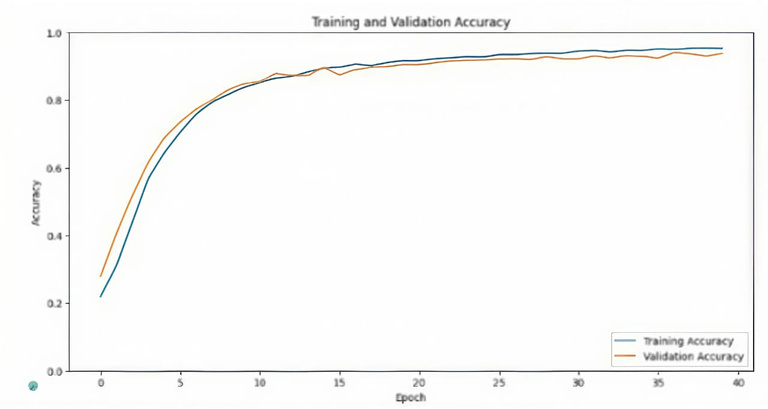 Training and Validation Accuracy
1.0
0.8
0.6
0.4
0.2
0.0
Accuracy
0 5 10 15 20 25 30 35 40
Epoch
Training Accuracy
Validation Accuracy